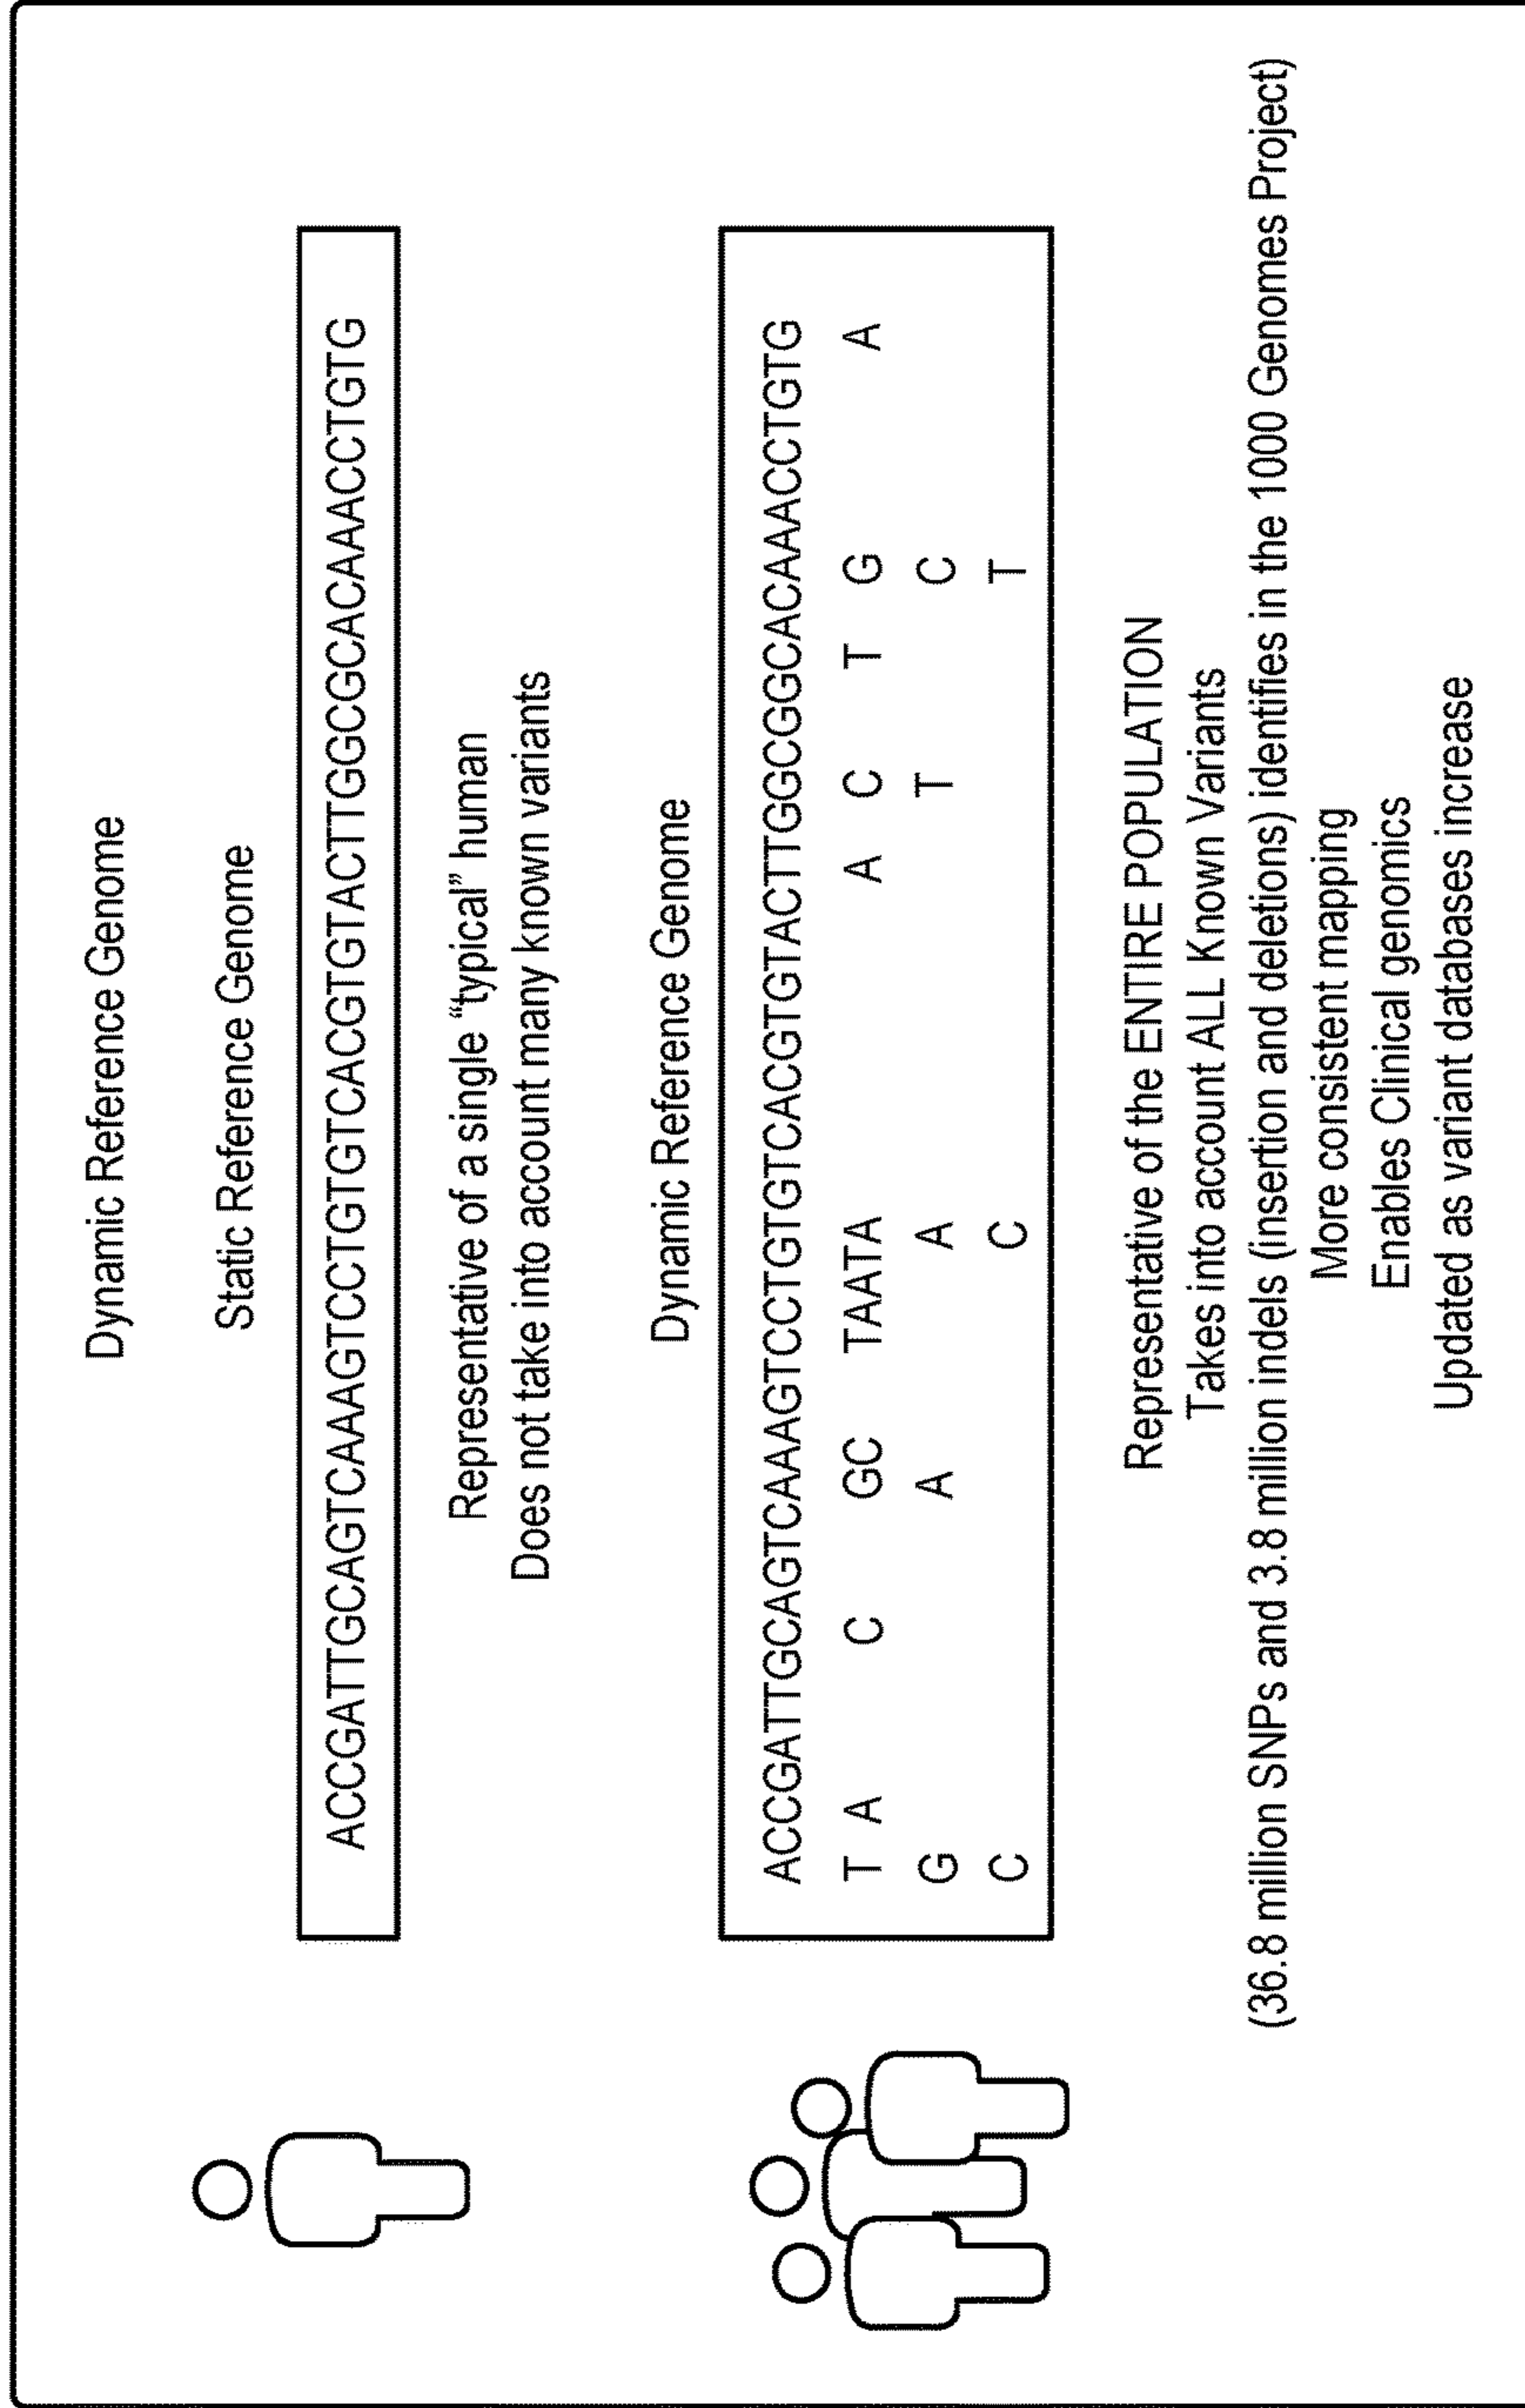 Dynamic Reference Genome
Static Reference Genome
ACCGATTGCAGTCAAAGTCCTGTGTCACGTGTACTTGGCGCACAAACCTGTG
Representative of a single “typical” human
Does not take into account many known variants
Dynamic Reference Genome
ACCGATTGCAGTCAAAGTCCTGTGTCACGTGTACTTGGCGGCACAAACCTGTG
T A C GC TAATA A C T G A
G A A T C
C C T
Representative of the ENTIRE POPULATION
Takes into account ALL Known Variants
(36.8 million SNPs and 3.8 million indels (insertion and deletions) identifies in the 1000 Genomes Project)
More consistent mapping
Enables Clinical genomics
Updated as variant databases increase